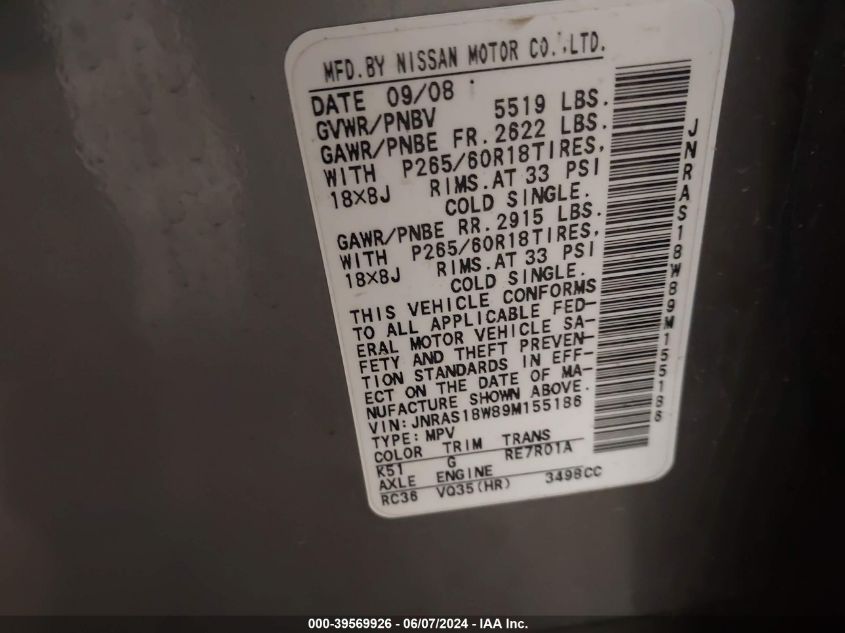 MFD.BY NISSAN MOTOR CO.,LTD.
DATE 09/08
GVWR/PNBV 5519 LBS.
GAWR/PNBE FR. 2622 LBS.
WITH P265/60R18TIRES,
18X8J RIMS.AT 33 PSI
COLD SINGLE.
GAWR/PNBE RR. 2915 LBS.
WITH P265/60R18TIRES,
18X8J RIMS.AT 33 PSI
COLD SINGLE.
THIS VEHICLE CONFORMS
TO ALL APPLICABLE FED-
ERAL MOTOR VEHICLE SA-
FETY AND THEFT PREVEN-
TION STANDARDS IN EFF-
ECT ON THE DATE OF MA-
NUFACTURE SHOWN ABOVE.
VIN: JNRAS18W89M155186
TYPE: MPV
COLOR TRIM TRANS
K51 G RE7R01A
AXLE ENGINE
RC36 VQ35(HR) 3498CC
JNRAS18W89M155186
000-39569926 - 06/07/2024 - IAA Inc.